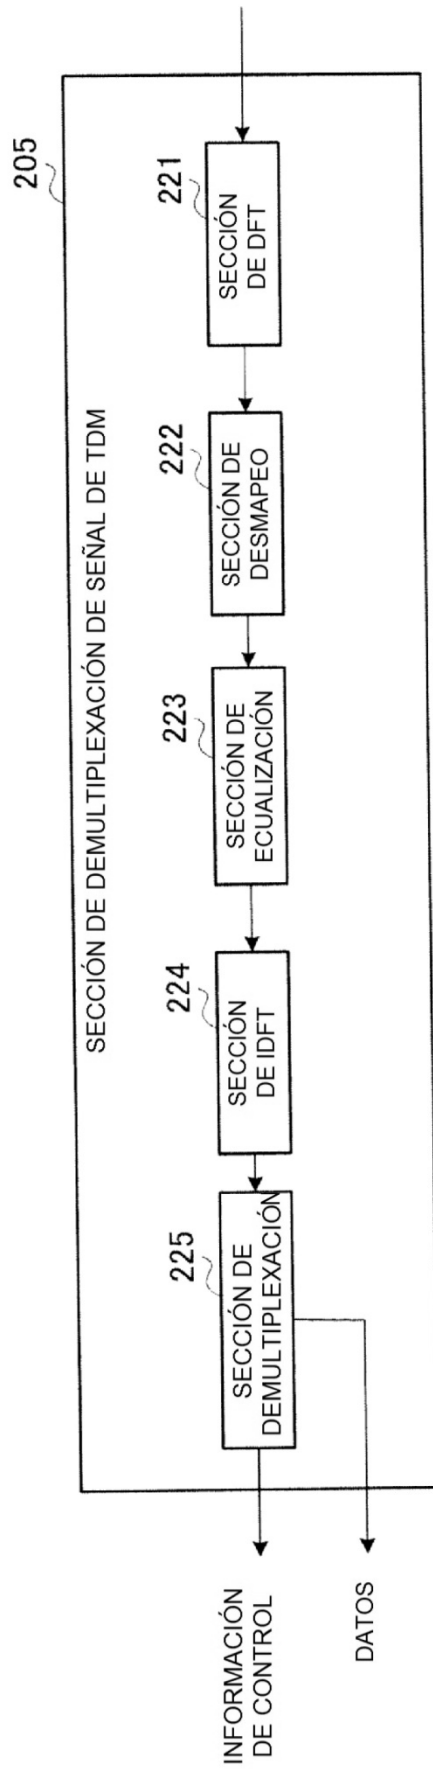 205
SECCIÓN DE DEMULTIPLEXACIÓN DE SEÑAL DE TDM
225
SECCIÓN DE
DEMULTIPLEXACIÓN
224
SECCIÓN
DE IDFT
223
SECCIÓN DE
ECUALIZACIÓN
222
SECCIÓN DE
DESMAPEO
221
SECCIÓN
DE DFT
INFORMACIÓN
DE CONTROL
DATOS